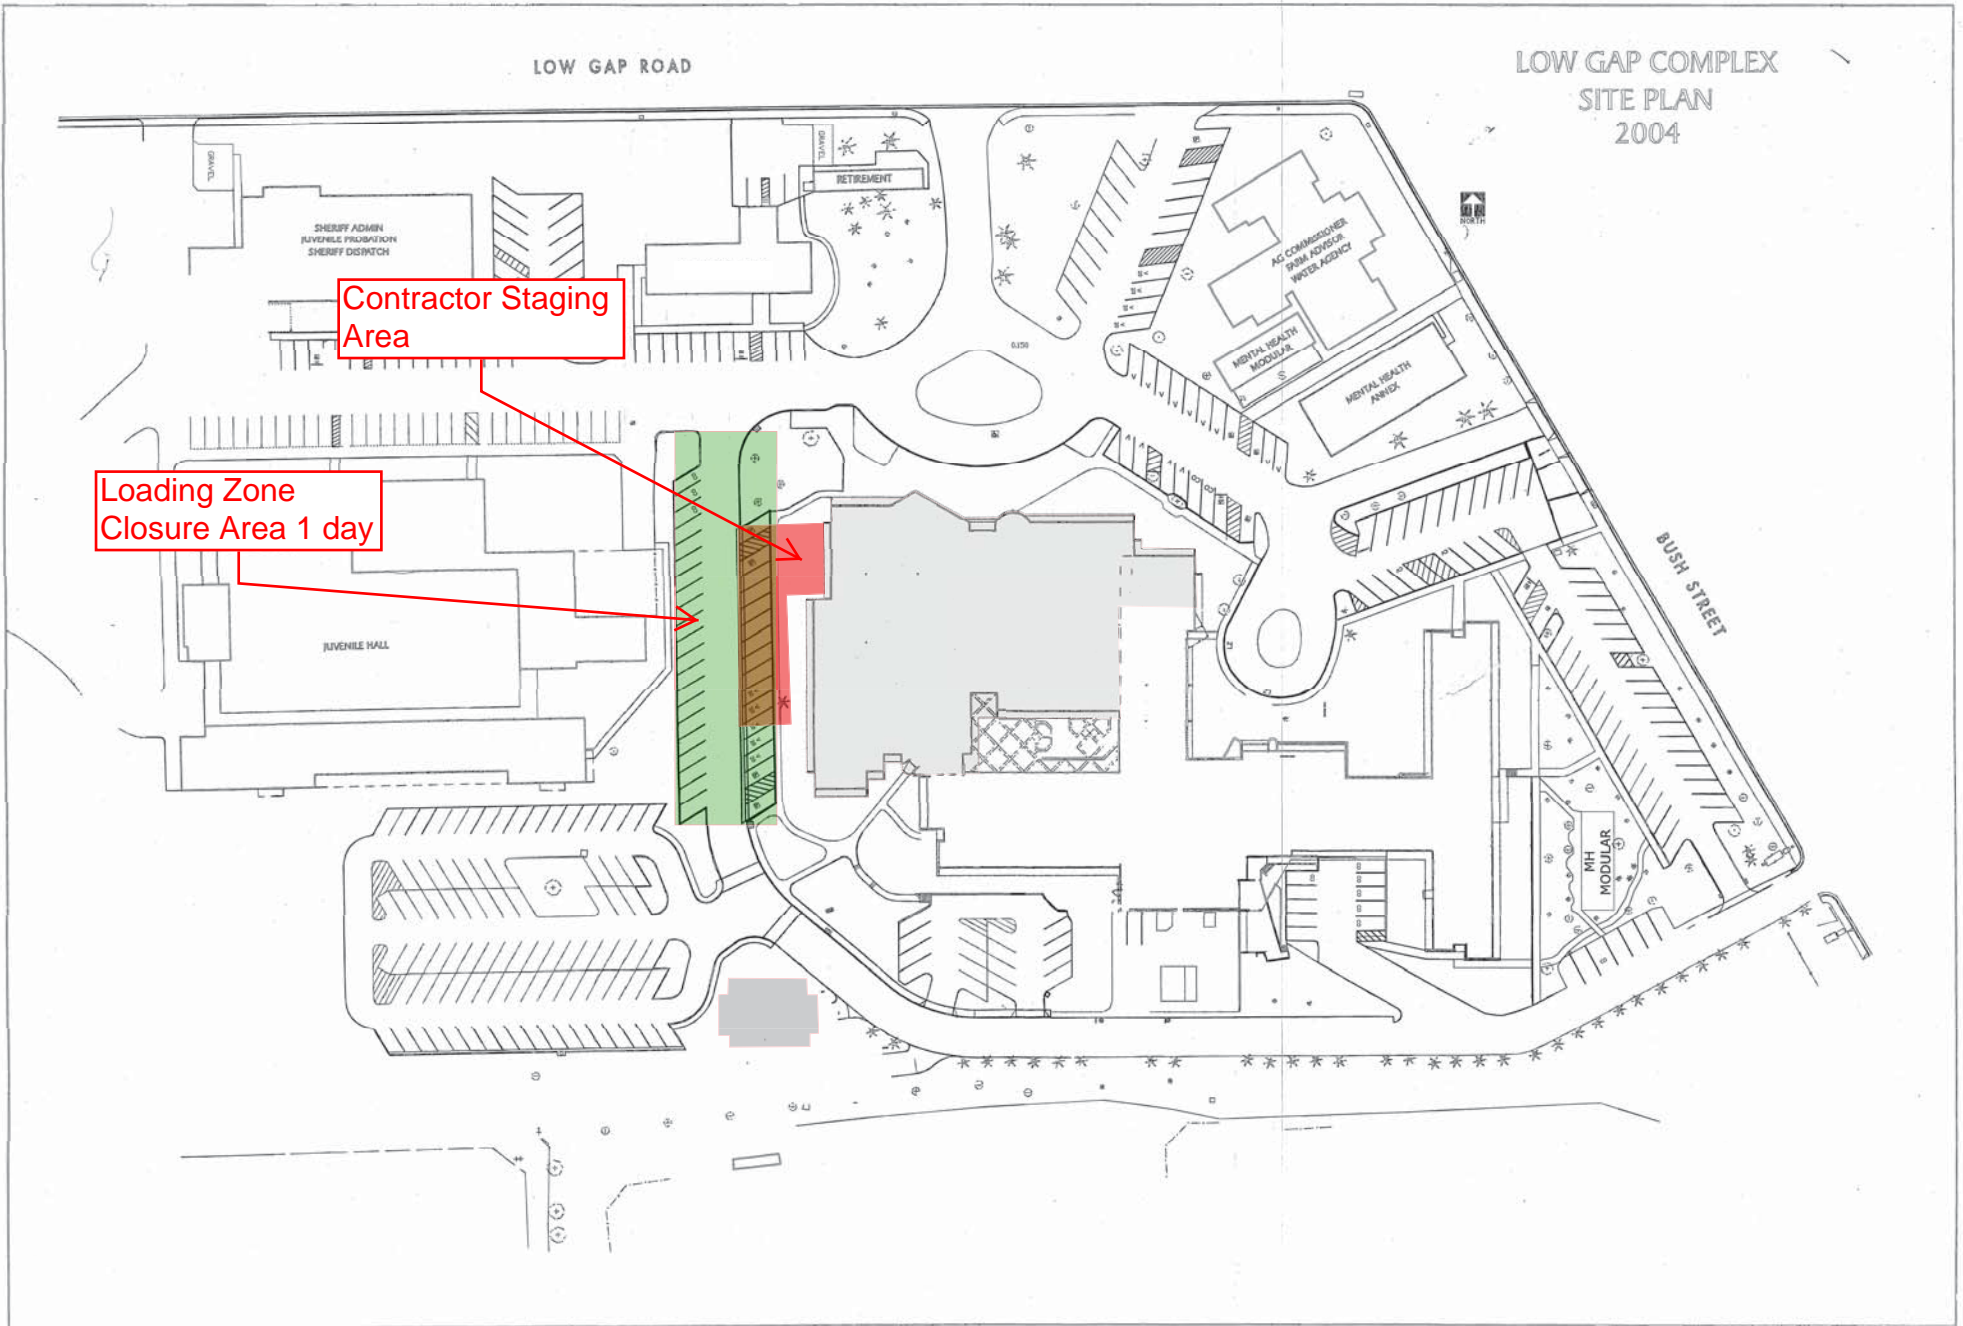 LOW GAP ROAD
LOW GAP COMPLEX
SITE PLAN
2004
GRAVEL
GRAVEL
RETIREMENT
NORTH
SHERIFF ADMIN
JUVENILE PROBATION
SHERIFF DISPATCH
AG COMMISSIONER
FARM ADVISOR
WATER AGENCY
Contractor Staging
Area
MENTAL HEALTH
MODULAR
MENTAL HEALTH
ANNEX
Loading Zone
Closure Area 1 day
BUSH STREET
JUVENILE HALL
MH
MODULAR